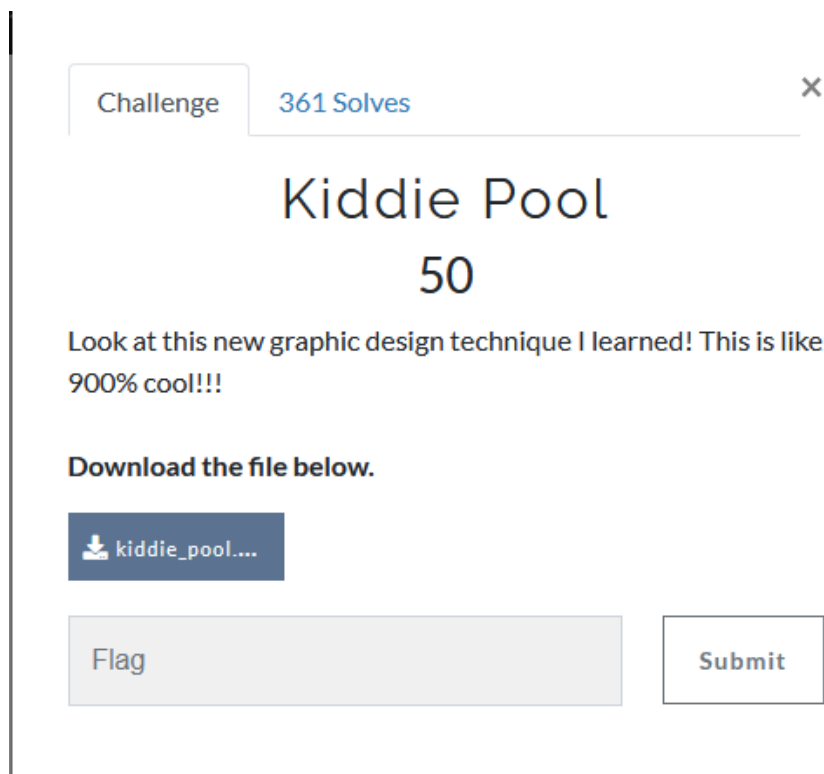 Challenge 361 Solves ×
Kiddie Pool
50
Look at this new graphic design technique I learned! This is like
900% cool!!!
Download the file below.
kiddie_pool....
Flag Submit